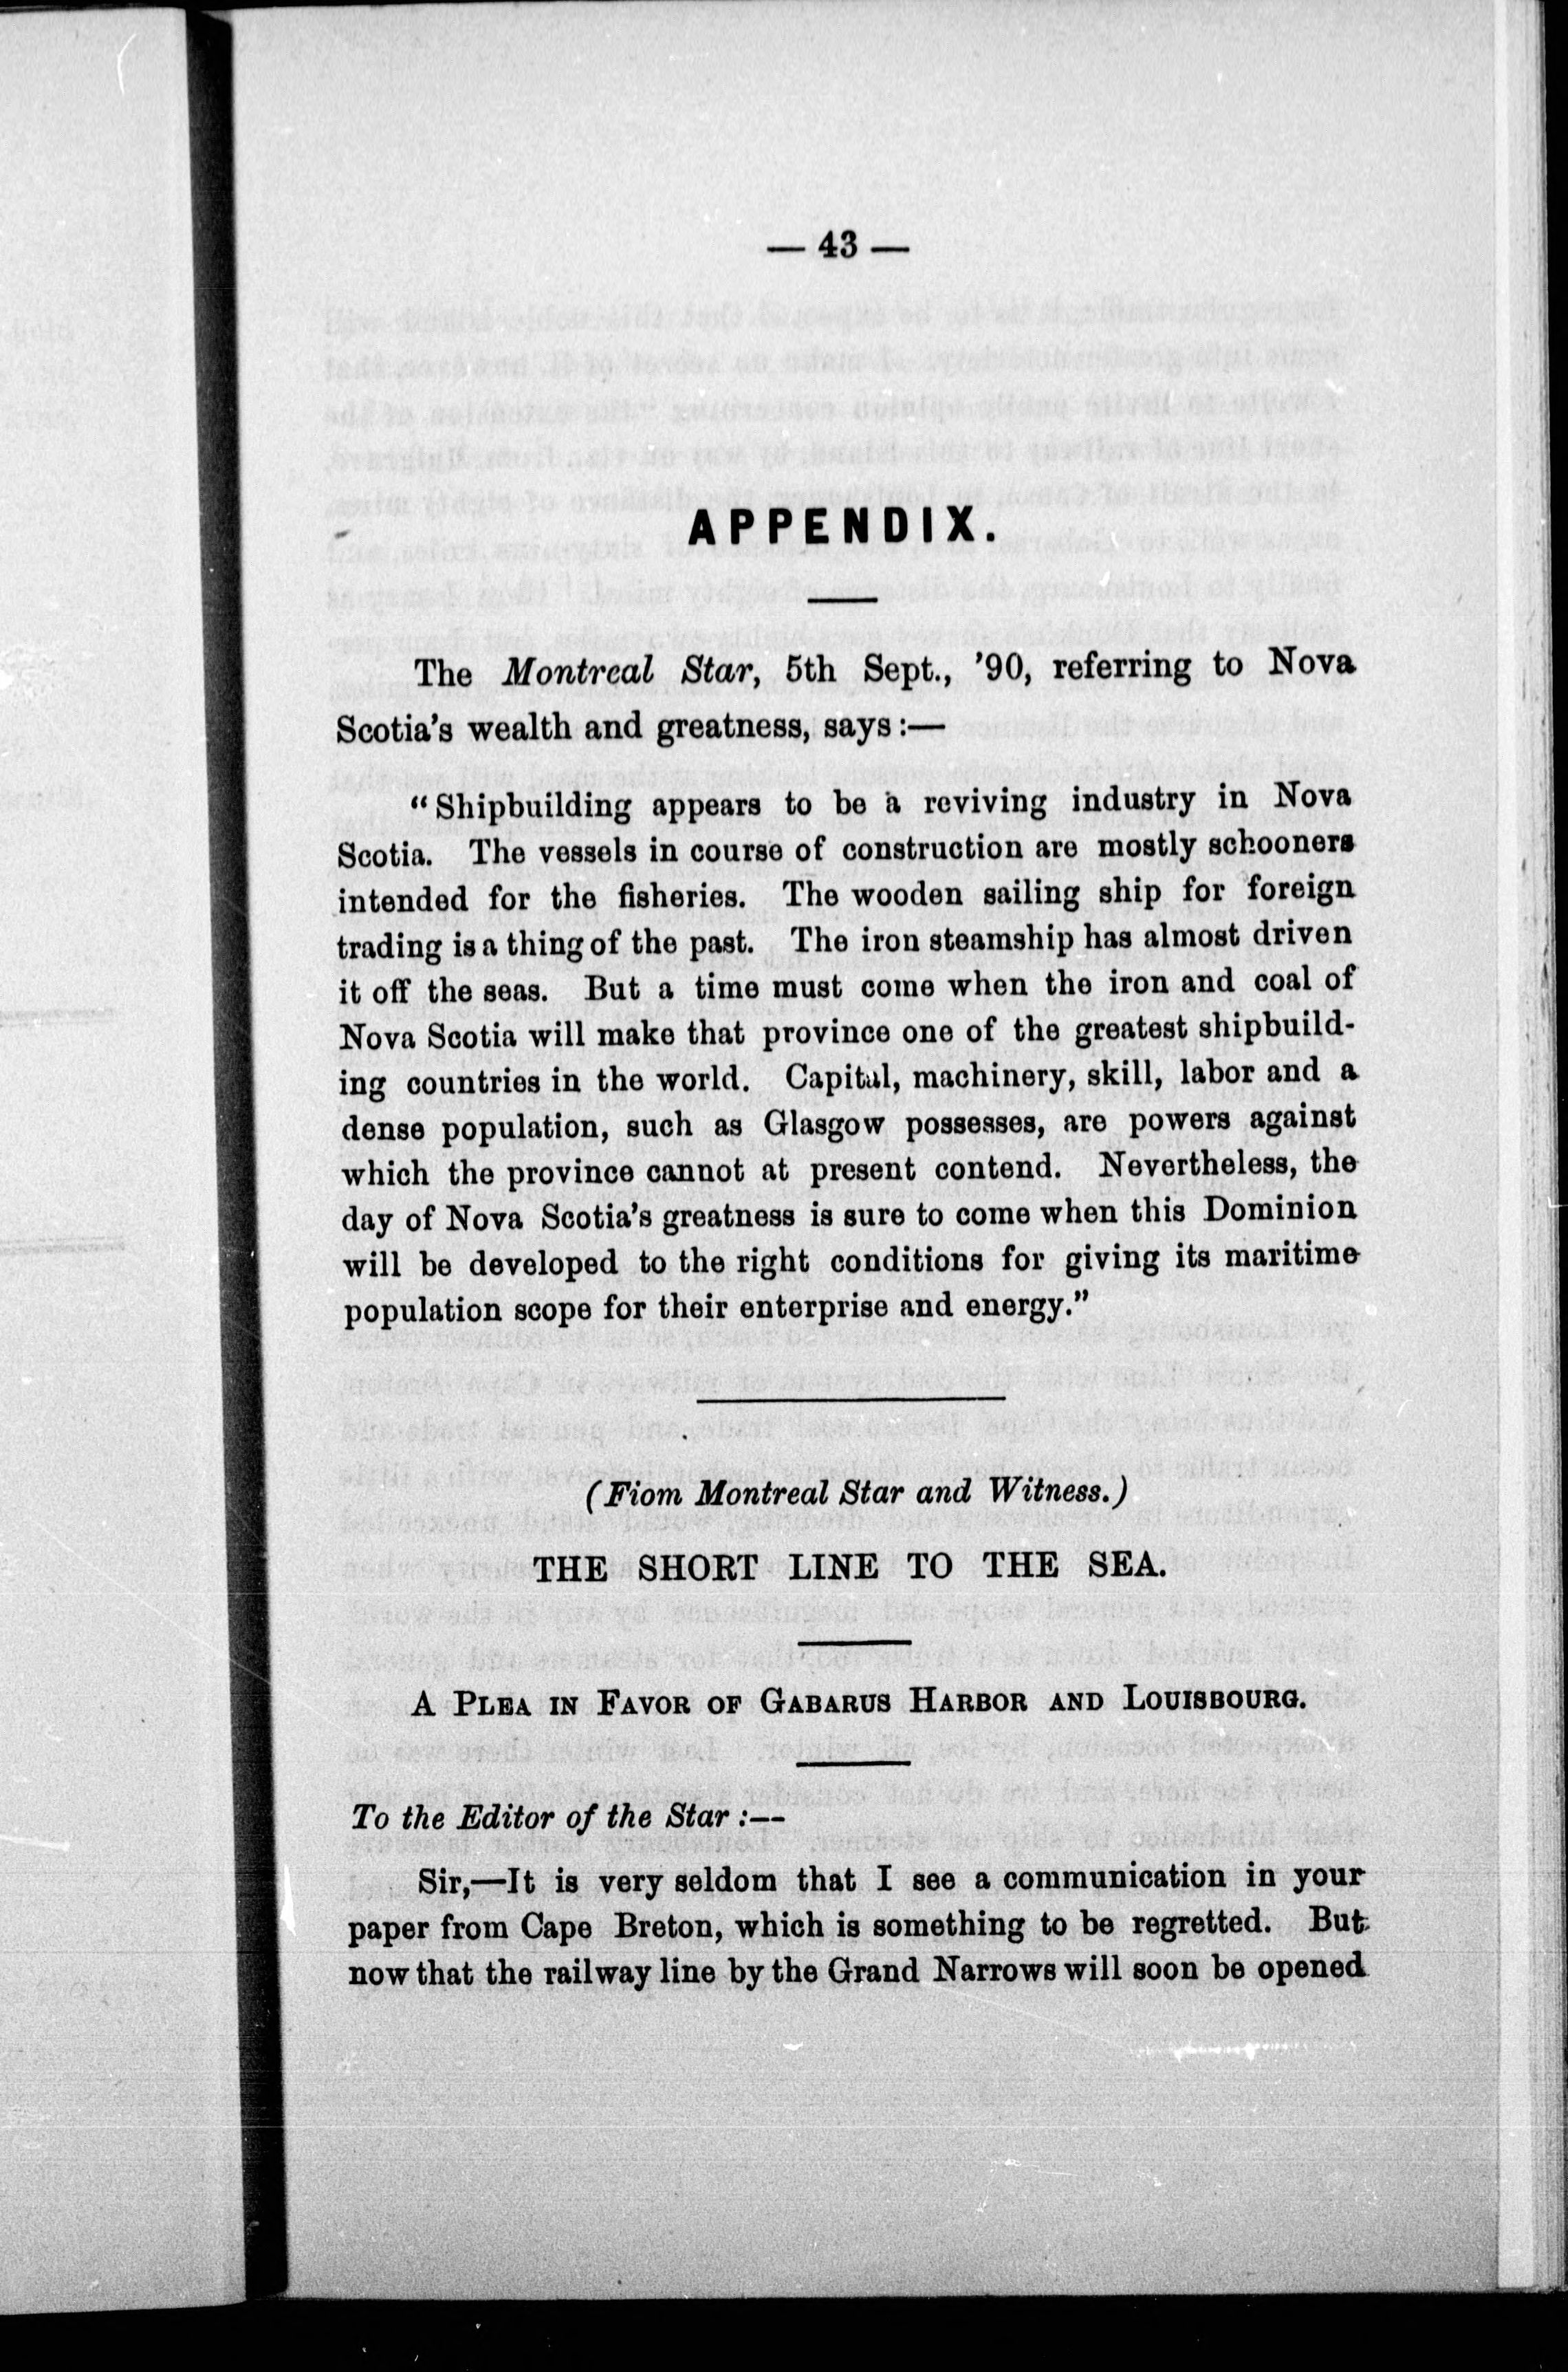 — 43 —
APPENDIX.
The Montreal Star, 5th Sept., ’90, referring to Nova
Scotia’s wealth and greatness, says :—
“Shipbuilding appears to be a reviving industry in Nova
Scotia. The vessels in course of construction are mostly schooners
intended for the fisheries. The wooden sailing ship for foreign
trading is a thing of the past. The iron steamship has almost driven
it off the seas. But a time must come when the iron and coal of
Nova Scotia will make that province one of the greatest shipbuild-
ing countries in the world. Capital, machinery, skill, labor and a
dense population, such as Glasgow possesses, are powers against
which the province cannot at present contend. Nevertheless, the
day of Nova Scotia’s greatness is sure to come when this Dominion
will be developed to the right conditions for giving its maritime
population scope for their enterprise and energy.”
(Fiom Montreal Star and Witness.)
THE SHORT LINE TO THE SEA.
A PLEA IN FAVOR OF GABARUS HARBOR AND LOUISBOURG.
To the Editor of the Star :—
Sir,—It is very seldom that I see a communication in your
paper from Cape Breton, which is something to be regretted. But
now that the railway line by the Grand Narrows will soon be opened